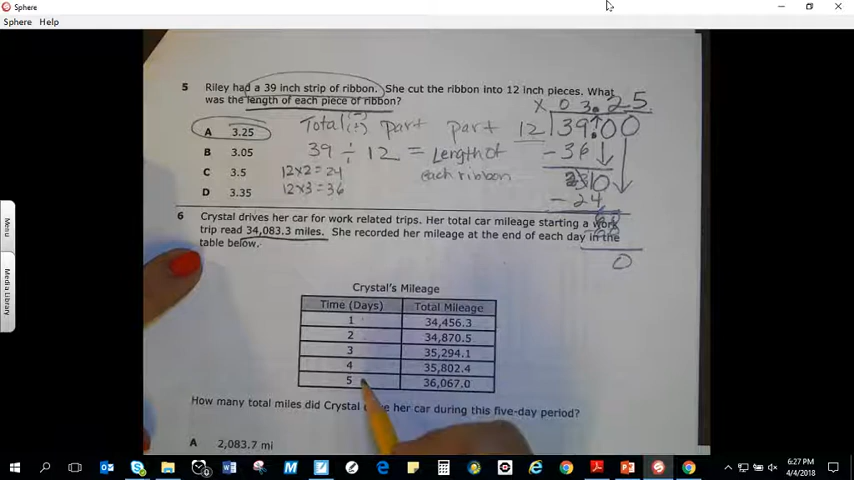 Sphere
Sphere Help
5 Riley had a 39 inch strip of ribbon. She cut the ribbon into 12 inch pieces. What
was the length of each piece of ribbon?
A 3.25
B 3.05
C 3.5
D 3.35
Total (÷) part part
39 ÷ 12 = Length of
each ribbon
12x2=24
12x3=36
X 03.25
12 39.00
- 36
- 24
0
6 Crystal drives her car for work related trips. Her total car mileage starting a work
trip read 34,083.3 miles. She recorded her mileage at the end of each day in the
table below.
Crystal's Mileage
Time (Days) Total Mileage
1 34,456.3
2 34,870.5
3 35,294.1
4 35,802.4
5 36,067.0
How many total miles did Crystal drive her car during this five-day period?
A 2,083.7 mi
Menu
Media Library
6:27 PM
4/4/2018